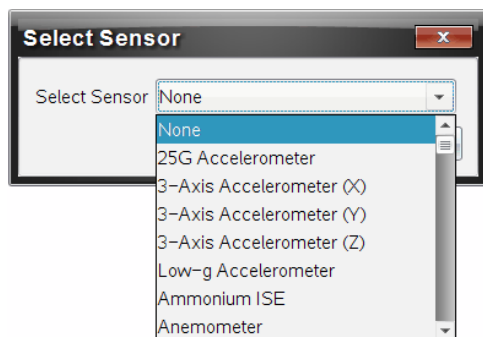 Select Sensor
Select Sensor None
None
25G Accelerometer
3-Axis Accelerometer (X)
3-Axis Accelerometer (Y)
3-Axis Accelerometer (Z)
Low-g Accelerometer
Ammonium ISE
Anemometer